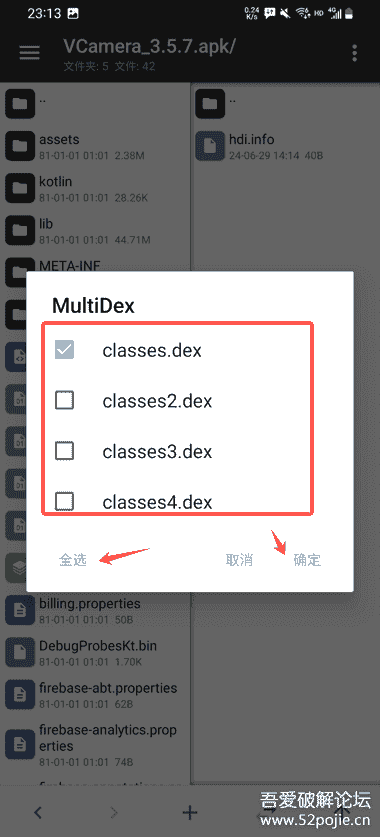 23:13
0.24
K/s
HD
4G
VCamera_3.5.7.apk/
文件夹: 5 文件: 42
..
assets
81-01-01 01:01 2.38M
kotlin
81-01-01 01:01 28.26K
lib
81-01-01 01:01 44.71M
META-INF
..
hdi.info
24-06-29 14:14 40B
MultiDex
classes.dex
classes2.dex
classes3.dex
classes4.dex
全选
取消
确定
billing.properties
81-01-01 01:01 50B
DebugProbesKt.bin
81-01-01 01:01 1.70K
firebase-abt.properties
81-01-01 01:01 62B
firebase-analytics.prop
erties
81-01-01 01:01 74B
吾爱破解论坛
www.52pojie.cn